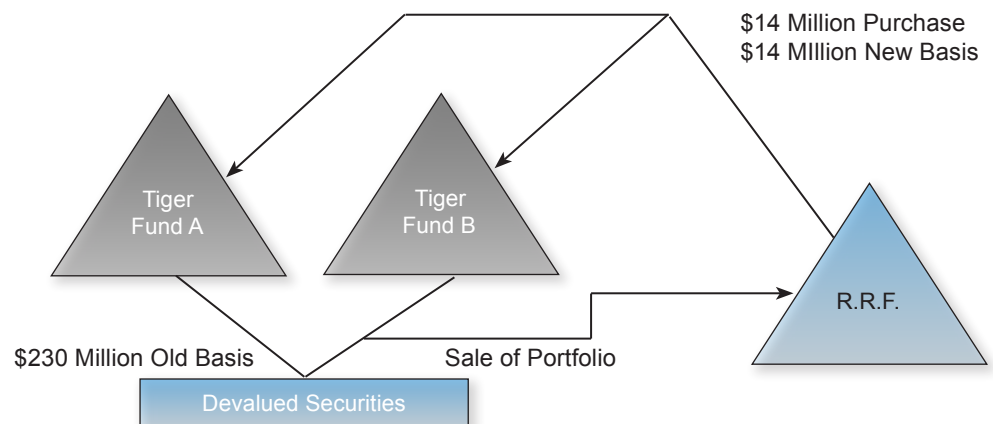 $14 Million Purchase
$14 MIllion New Basis
Tiger
Fund A
Tiger
Fund B
R.R.F.
$230 Million Old Basis
Sale of Portfolio
Devalued Securities